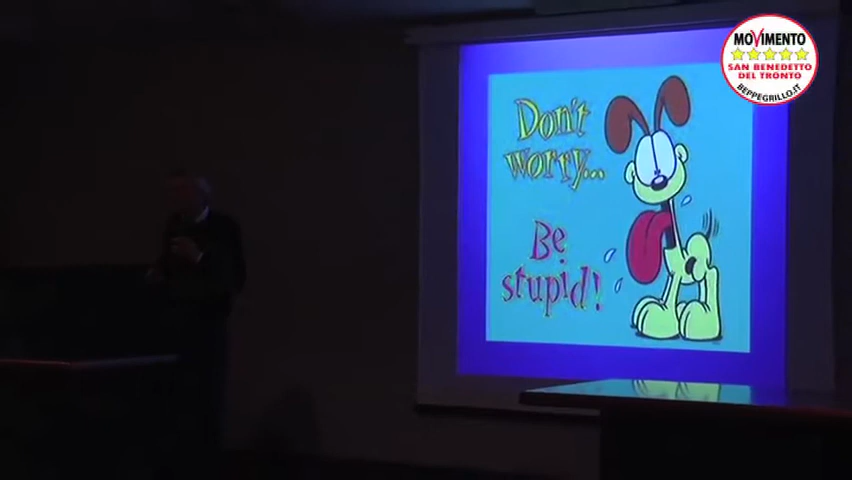 MOVIMENTO
SAN BENEDETTO
DEL TRONTO
BEPPEGRILLO.IT
Don't
worry...
Be
stupid!